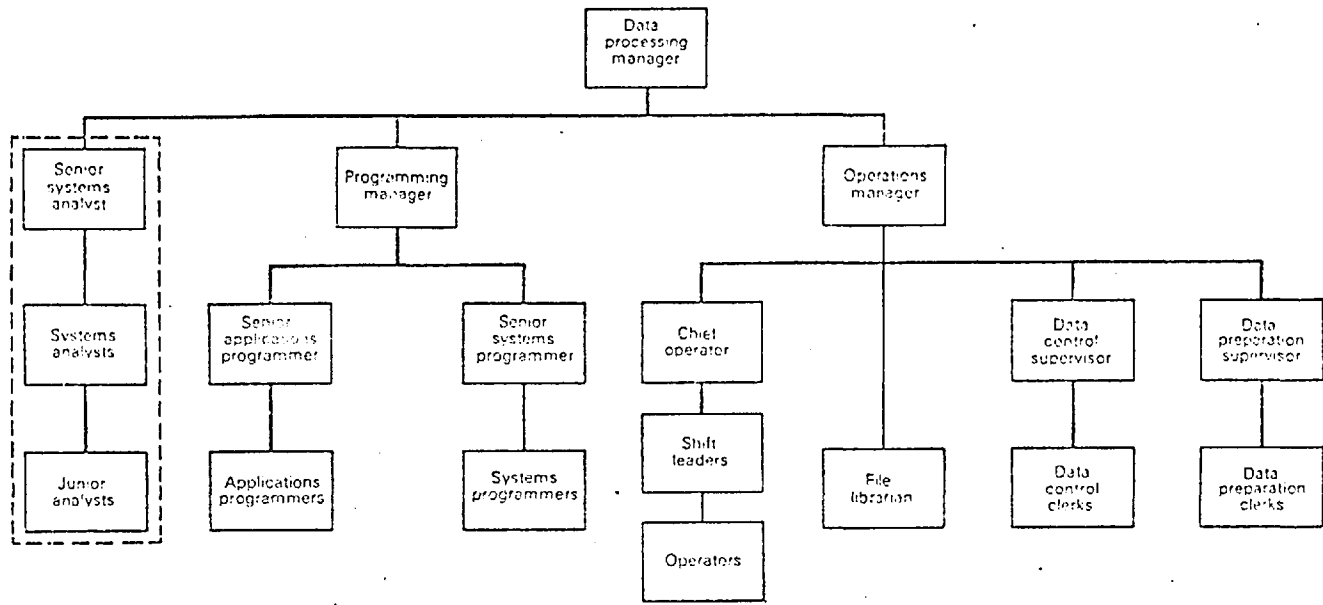 Data
processing
manager
Senior
systems
analyst
Programming
manager
Operations
manager
Systems
analysts
Senior
applications
programmer
Senior
systems
programmer
Chief
operator
Data
control
supervisor
Data
preparation
supervisor
Shift
leaders
Junior
analysts
Applications
programmers
Systems
programmers
File
librarian
Data
control
clerks
Data
preparation
clerks
Operators